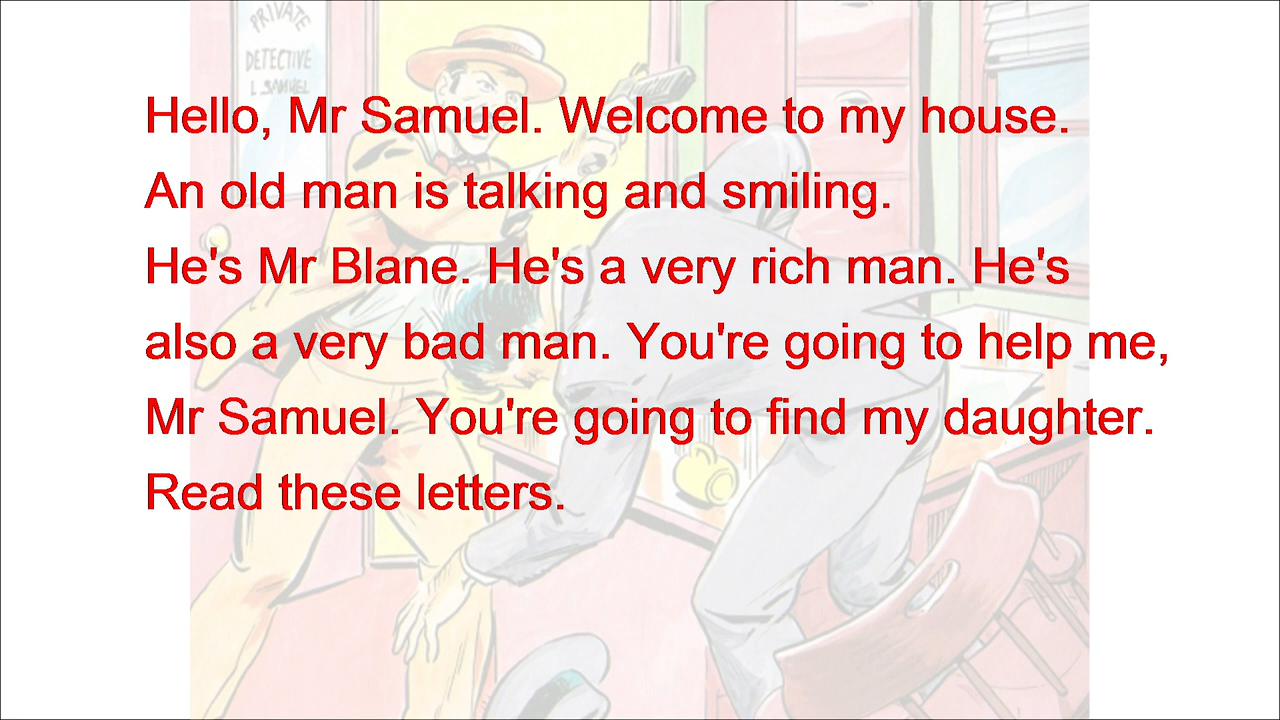 PRIVATE
DETECTIVE
L SAMUEL
Hello, Mr Samuel. Welcome to my house.
An old man is talking and smiling.
He's Mr Blane. He's a very rich man. He's
also a very bad man. You're going to help me,
Mr Samuel. You're going to find my daughter.
Read these letters.